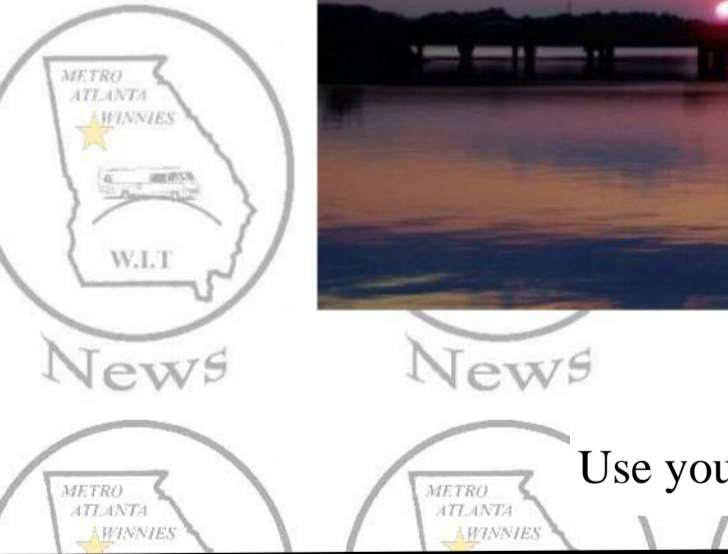 METRO
ATLANTA
WINNIES
W.I.T
News
News
Use you
METRO
ATLANTA
WINNIES
METRO
ATLANTA
WINNIES